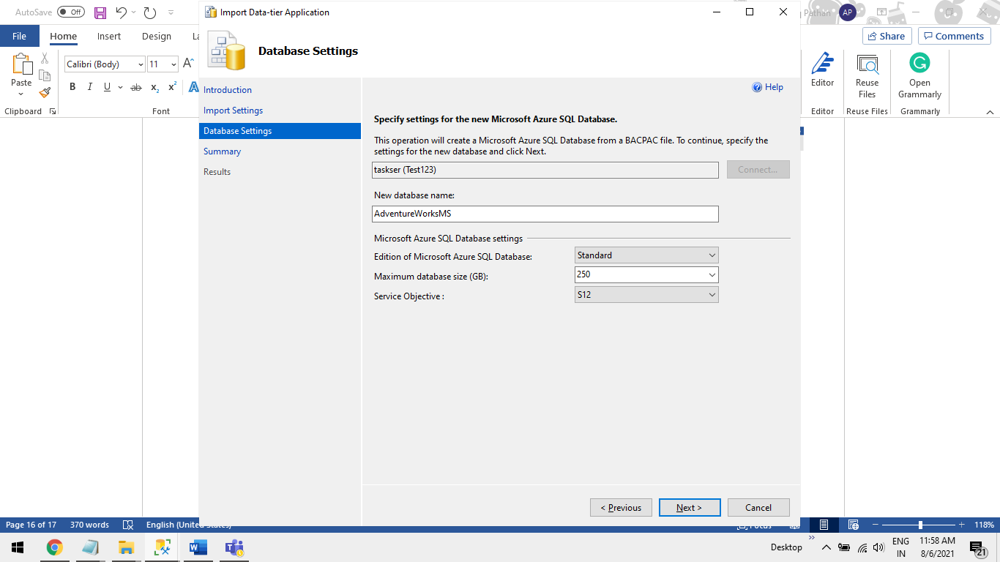 AutoSave Off
Import Data-tier Application
Pathan AP
File Home Insert Design La
Share Comments
Database Settings
Calibri (Body) 11 A
Paste
B I U ab x₂ x² A
Clipboard Font
Editor Reuse Files Open Grammarly
Editor Reuse Files Grammarly
Introduction
Import Settings
Database Settings
Summary
Results
Help
Specify settings for the new Microsoft Azure SQL Database.
This operation will create a Microsoft Azure SQL Database from a BACPAC file. To continue, specify the
settings for the new database and click Next.
taskser (Test123) Connect...
New database name:
AdventureWorksMS
Microsoft Azure SQL Database settings
Edition of Microsoft Azure SQL Database: Standard
Maximum database size (GB): 250
Service Objective : S12
< Previous Next > Cancel
Page 16 of 17 370 words English (United States) Focus 118%
Desktop ENG 11:58 AM
IN 8/6/2021 21